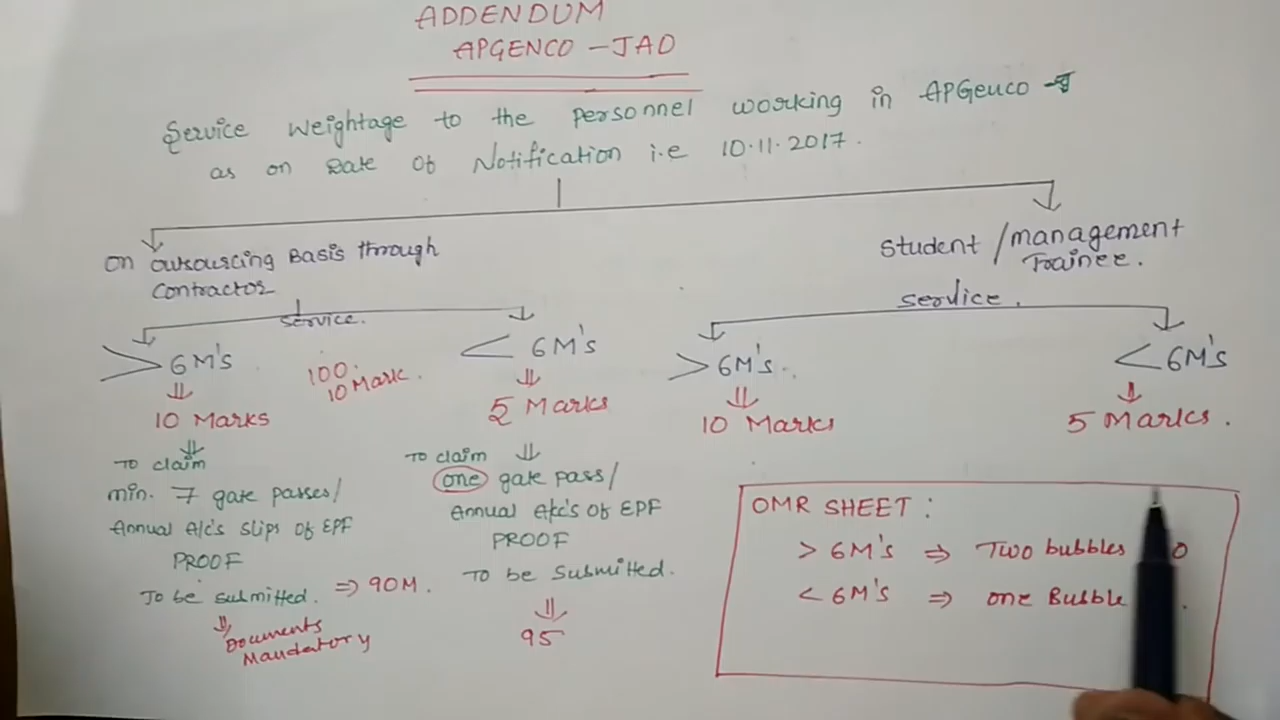 ADDENDUM
APGENCO - JAO
Service Weightage to the personnel working in APGenco
as on Date of Notification i.e 10.11.2017.
On outsourcing Basis through
Contractor
Service.
> 6M's
10 Marks
To claim
min. 7 gate passes/
Annual A/c's slips of EPF
PROOF
To be submitted. ⇒ 90M.
Documents
Mandatory
100.
10 Mark.
< 6M's
5 Marks
To claim
one gate pass/
Annual A/c's of EPF
PROOF
To be submitted.
95
Student/management
Trainee.
service.
> 6M's.
10 Marks
< 6M's
5 Marks.
OMR SHEET:
> 6M's ⇒ Two bubbles
< 6M's ⇒ one Bubble